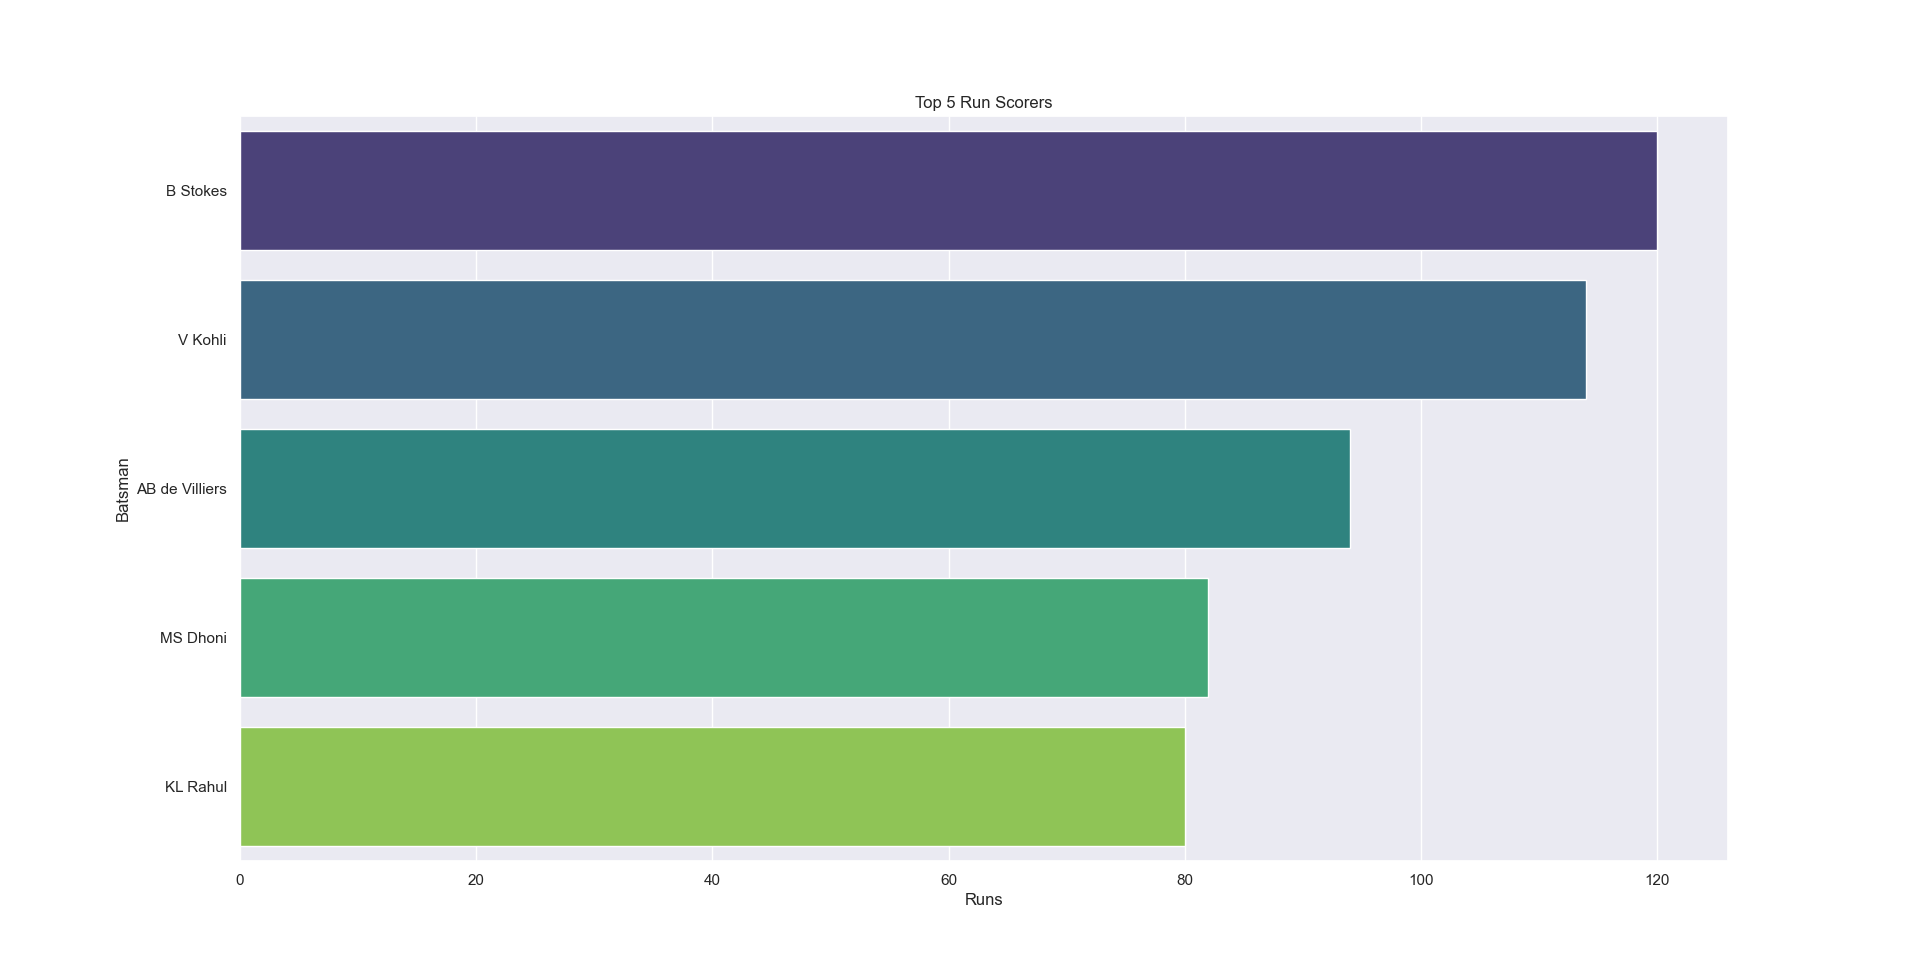 Top 5 Run Scorers
Batsman
B Stokes
V Kohli
AB de Villiers
MS Dhoni
KL Rahul
0 20 40 60 80 100 120
Runs